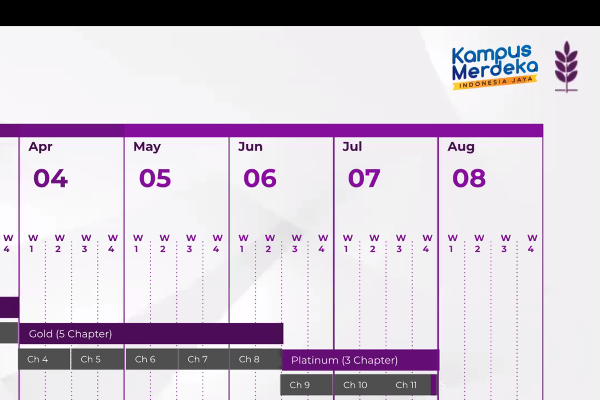 Kampus
Merdeka
INDONESIA JAYA
Apr May Jun Jul Aug
04 05 06 07 08
W W W W W W W W W W W W W W W W W W W W W
4 1 2 3 4 1 2 3 4 1 2 3 4 1 2 3 4 1 2 3 4
Gold (5 Chapter)
Ch 4 Ch 5 Ch 6 Ch 7 Ch 8 Platinum (3 Chapter)
Ch 9 Ch 10 Ch 11